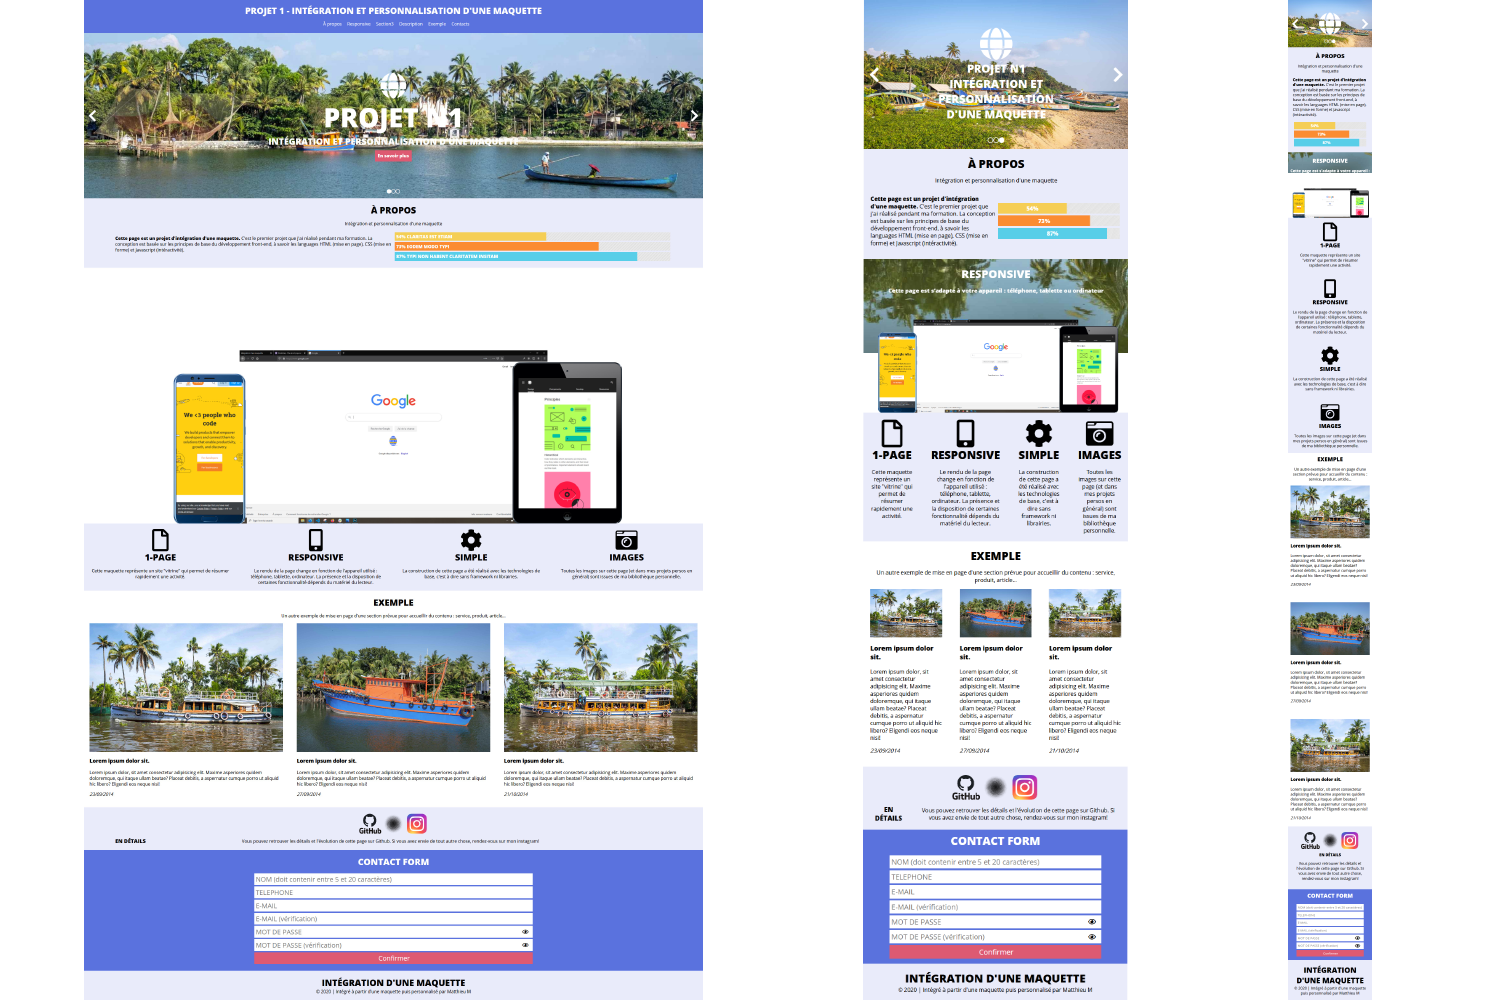 PROJET 1 - INTÉGRATION ET PERSONNALISATION D'UNE MAQUETTE
À propos Responsive Section3 Description Exemple Contacts
PROJET N1
INTÉGRATION ET PERSONNALISATION D'UNE MAQUETTE
En savoir plus
À PROPOS
Intégration et personnalisation d'une maquette
Cette page est un projet d'intégration d'une maquette. C'est le premier projet que j'ai réalisé pendant ma formation. La
conception est basée sur les principes de base du développement front-end, à savoir les langages HTML (mise en page), CSS (mise en
forme) et Javascript (intéractivité).
54% CLARITAS EST ETIAM
73% EODEM MODO TYPI
87% TYPI NON HABENT CLARITATEM INSITAM
We <3 people who
code
Google
Principles
1-PAGE
Cette maquette représente un site "vitrine" qui permet de résumer
rapidement une activité.
RESPONSIVE
Le rendu de la page change en fonction de l'appareil utilisé :
téléphone, tablette, ordinateur. La présence et la disposition de
certaines fonctionnalité dépends du matériel du lecteur.
SIMPLE
La construction de cette page a été réalisé avec les technologies de
base, c'est à dire sans framework ni librairies.
IMAGES
Toutes les images sur cette page (et dans mes projets persos en
général) sont issues de ma bibliothèque personnelle.
EXEMPLE
Un autre exemple de mise en page d'une section prévue pour accueillir du contenu : service, produit, article...
Lorem ipsum dolor sit.
Lorem ipsum dolor, sit amet consectetur adipisicing elit. Maxime asperiores quidem
doloremque, qui itaque ullam beatae? Placeat debitis, a aspernatur cumque porro ut aliquid
hic libero? Eligendi eos neque nisi!
23/09/2014
Lorem ipsum dolor sit.
Lorem ipsum dolor, sit amet consectetur adipisicing elit. Maxime asperiores quidem
doloremque, qui itaque ullam beatae? Placeat debitis, a aspernatur cumque porro ut aliquid
hic libero? Eligendi eos neque nisi!
27/09/2014
Lorem ipsum dolor sit.
Lorem ipsum dolor, sit amet consectetur adipisicing elit. Maxime asperiores quidem
doloremque, qui itaque ullam beatae? Placeat debitis, a aspernatur cumque porro ut aliquid
hic libero? Eligendi eos neque nisi!
21/10/2014
GitHub
EN DÉTAILS
Vous pouvez retrouver les détails et l'évolution de cette page sur Github. Si vous avez envie de tout autre chose, rendez-vous sur mon instagram!
CONTACT FORM
NOM (doit contenir entre 5 et 20 caractères)
TELEPHONE
E-MAIL
E-MAIL (vérification)
MOT DE PASSE
MOT DE PASSE (vérification)
Confirmer
INTÉGRATION D'UNE MAQUETTE
© 2020 | Intégré à partir d'une maquette puis personnalisé par Matthieu M
PROJET N1
INTÉGRATION ET
PERSONNALISATION
D'UNE MAQUETTE
À PROPOS
Intégration et personnalisation d'une maquette
Cette page est un projet d'intégration
d'une maquette. C'est le premier projet que
j'ai réalisé pendant ma formation. La conception
est basée sur les principes de base du
développement front-end, à savoir les
langages HTML (mise en page), CSS (mise en
forme) et Javascript (intéractivité).
54%
73%
87%
RESPONSIVE
Cette page est s'adapte à votre appareil : téléphone, tablette ou ordinateur
We <3 people
who code
Google
1-PAGE
Cette maquette
représente un
site "vitrine" qui
permet de
résumer
rapidement une
activité.
RESPONSIVE
Le rendu de la page
change en fonction de
l'appareil utilisé :
téléphone, tablette,
ordinateur. La présence et
la disposition de certaines
fonctionnalité dépends du
matériel du lecteur.
SIMPLE
La construction
de cette page a
été réalisé avec
les technologies
de base, c'est à
dire sans
framework ni
librairies.
IMAGES
Toutes les
images sur cette
page (et dans
mes projets
persos en
général) sont
issues de ma
bibliothèque
personnelle.
EXEMPLE
Un autre exemple de mise en page d'une section prévue pour accueillir du contenu : service,
produit, article...
Lorem ipsum dolor
sit.
Lorem ipsum dolor, sit
amet consectetur
adipisicing elit. Maxime
asperiores quidem
doloremque, qui itaque
ullam beatae? Placeat
debitis, a aspernatur
cumque porro ut aliquid hic
libero? Eligendi eos neque
nisi!
23/09/2014
Lorem ipsum dolor
sit.
Lorem ipsum dolor, sit
amet consectetur
adipisicing elit. Maxime
asperiores quidem
doloremque, qui itaque
ullam beatae? Placeat
debitis, a aspernatur
cumque porro ut aliquid hic
libero? Eligendi eos neque
nisi!
27/09/2014
Lorem ipsum dolor
sit.
Lorem ipsum dolor, sit
amet consectetur
adipisicing elit. Maxime
asperiores quidem
doloremque, qui itaque
ullam beatae? Placeat
debitis, a aspernatur
cumque porro ut aliquid hic
libero? Eligendi eos neque
nisi!
21/10/2014
GitHub
EN
DÉTAILS
Vous pouvez retrouver les détails et l'évolution de cette page sur Github. Si
vous avez envie de tout autre chose, rendez-vous sur mon instagram!
CONTACT FORM
NOM (doit contenir entre 5 et 20 caractères)
TELEPHONE
E-MAIL
E-MAIL (vérification)
MOT DE PASSE
MOT DE PASSE (vérification)
Confirmer
INTÉGRATION D'UNE MAQUETTE
© 2020 | Intégré à partir d'une maquette puis personnalisé par Matthieu M
À PROPOS
Intégration et personnalisation d'une
maquette
Cette page est un projet d'intégration
d'une maquette. C'est le premier projet
que j'ai réalisé pendant ma formation. La
conception est basée sur les principes de
base du développement front-end, à
savoir les langages HTML (mise en page),
CSS (mise en forme) et Javascript
(intéractivité).
54%
73%
87%
RESPONSIVE
Cette page est s'adapte à votre appareil :
1-PAGE
Cette maquette représente un site
"vitrine" qui permet de résumer
rapidement une activité.
RESPONSIVE
Le rendu de la page change en fonction de
l'appareil utilisé : téléphone, tablette,
ordinateur. La présence et la disposition
de certaines fonctionnalité dépends du
matériel du lecteur.
SIMPLE
La construction de cette page a été réalisé
avec les technologies de base, c'est à dire
sans framework ni librairies.
IMAGES
Toutes les images sur cette page (et dans
mes projets persos en général) sont issues
de ma bibliothèque personnelle.
EXEMPLE
Un autre exemple de mise en page d'une
section prévue pour accueillir du contenu :
service, produit, article...
Lorem ipsum dolor sit.
Lorem ipsum dolor, sit amet consectetur
adipisicing elit. Maxime asperiores quidem
doloremque, qui itaque ullam beatae?
Placeat debitis, a aspernatur cumque porro
ut aliquid hic libero? Eligendi eos neque nisi!
23/09/2014
Lorem ipsum dolor sit.
Lorem ipsum dolor, sit amet consectetur
adipisicing elit. Maxime asperiores quidem
doloremque, qui itaque ullam beatae?
Placeat debitis, a aspernatur cumque porro
ut aliquid hic libero? Eligendi eos neque nisi!
27/09/2014
Lorem ipsum dolor sit.
Lorem ipsum dolor, sit amet consectetur
adipisicing elit. Maxime asperiores quidem
doloremque, qui itaque ullam beatae?
Placeat debitis, a aspernatur cumque porro
ut aliquid hic libero? Eligendi eos neque nisi!
21/10/2014
GitHub
EN DÉTAILS
Vous pouvez retrouver les détails et
l'évolution de cette page sur Github. Si
vous avez envie de tout autre chose,
rendez-vous sur mon instagram!
CONTACT FORM
NOM (doit contenir entre 5 et 20 caractères)
TELEPHONE
E-MAIL
E-MAIL (vérification)
MOT DE PASSE
MOT DE PASSE (vérification)
Confirmer
INTÉGRATION
D'UNE MAQUETTE
© 2020 | Intégré à partir d'une maquette
puis personnalisé par Matthieu M